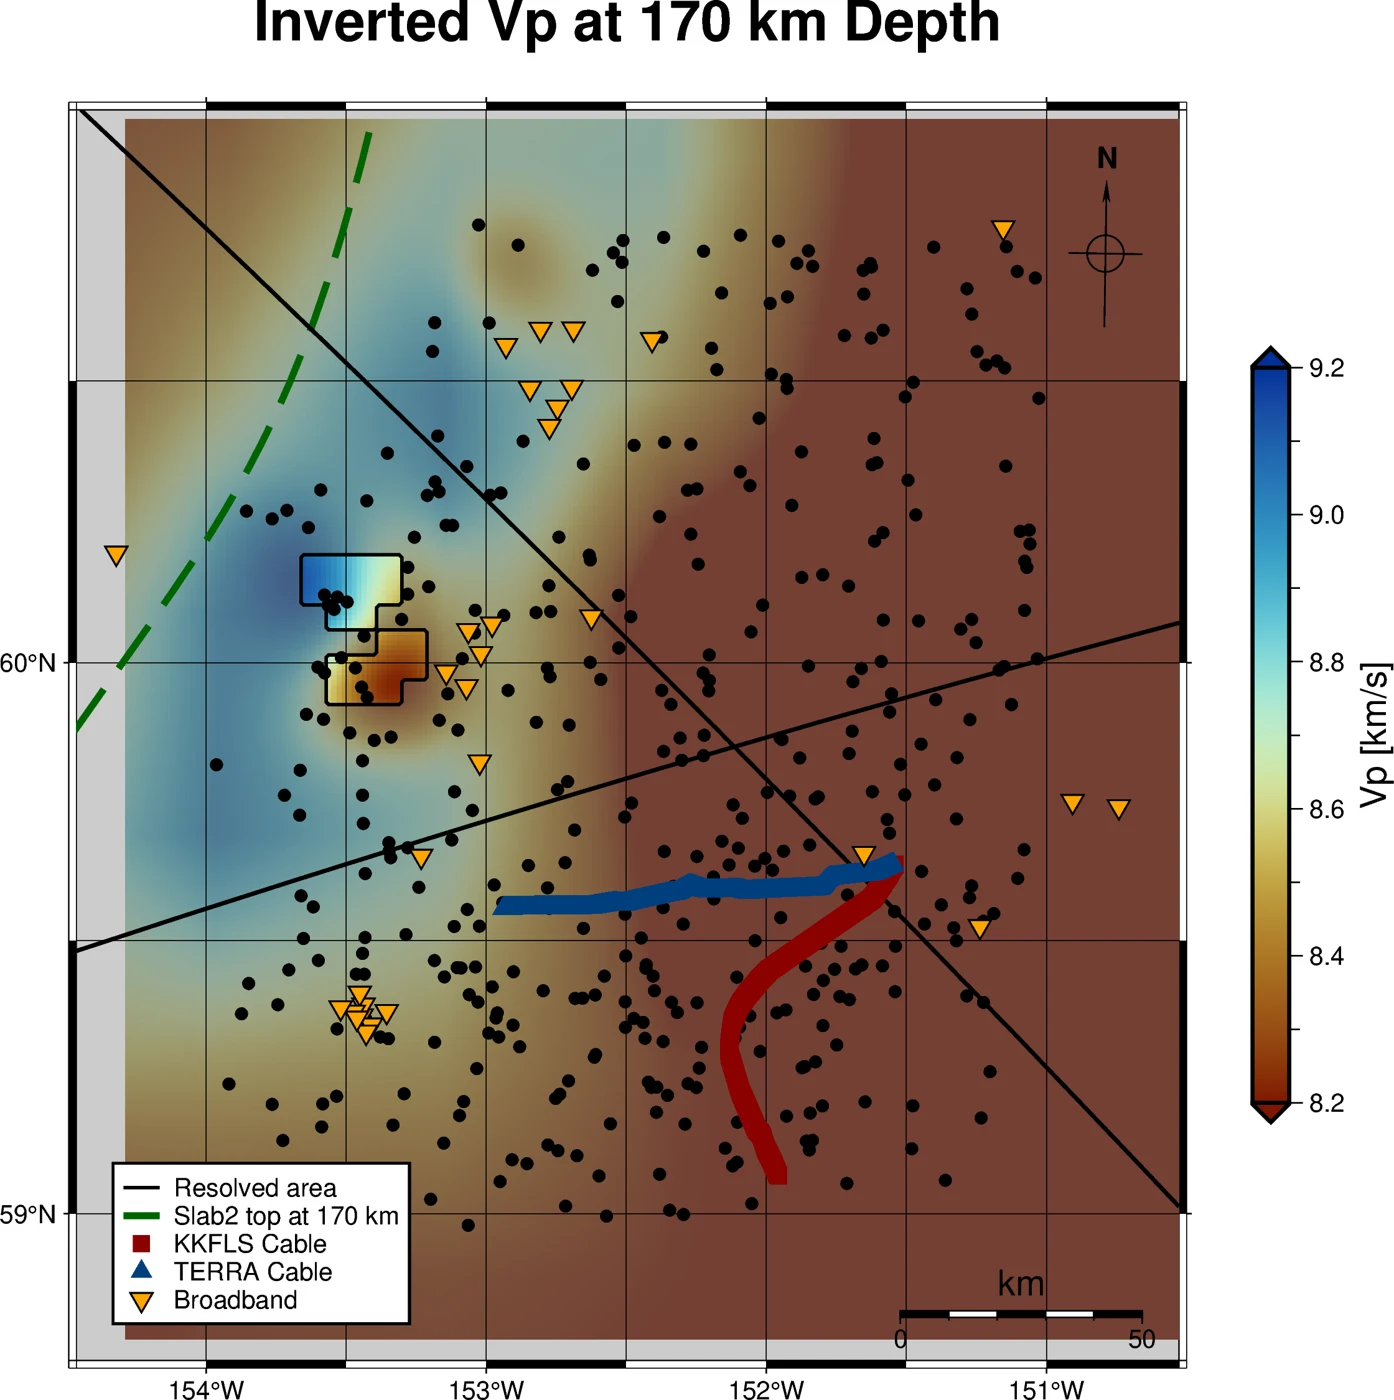 Inverted Vp at 170 km Depth
N
9.2
9.0
8.8
8.6
8.4
8.2
Vp [km/s]
60°N
59°N
Resolved area
Slab2 top at 170 km
KKFLS Cable
TERRA Cable
Broadband
km
0 50
154°W 153°W 152°W 151°W